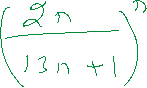 (2n / (13n + 1))^n